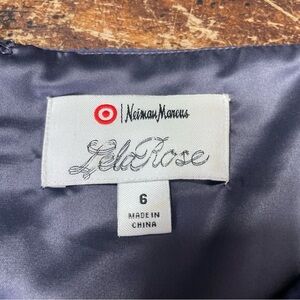 Neiman Marcus
Lela Rose
6
MADE IN
CHINA